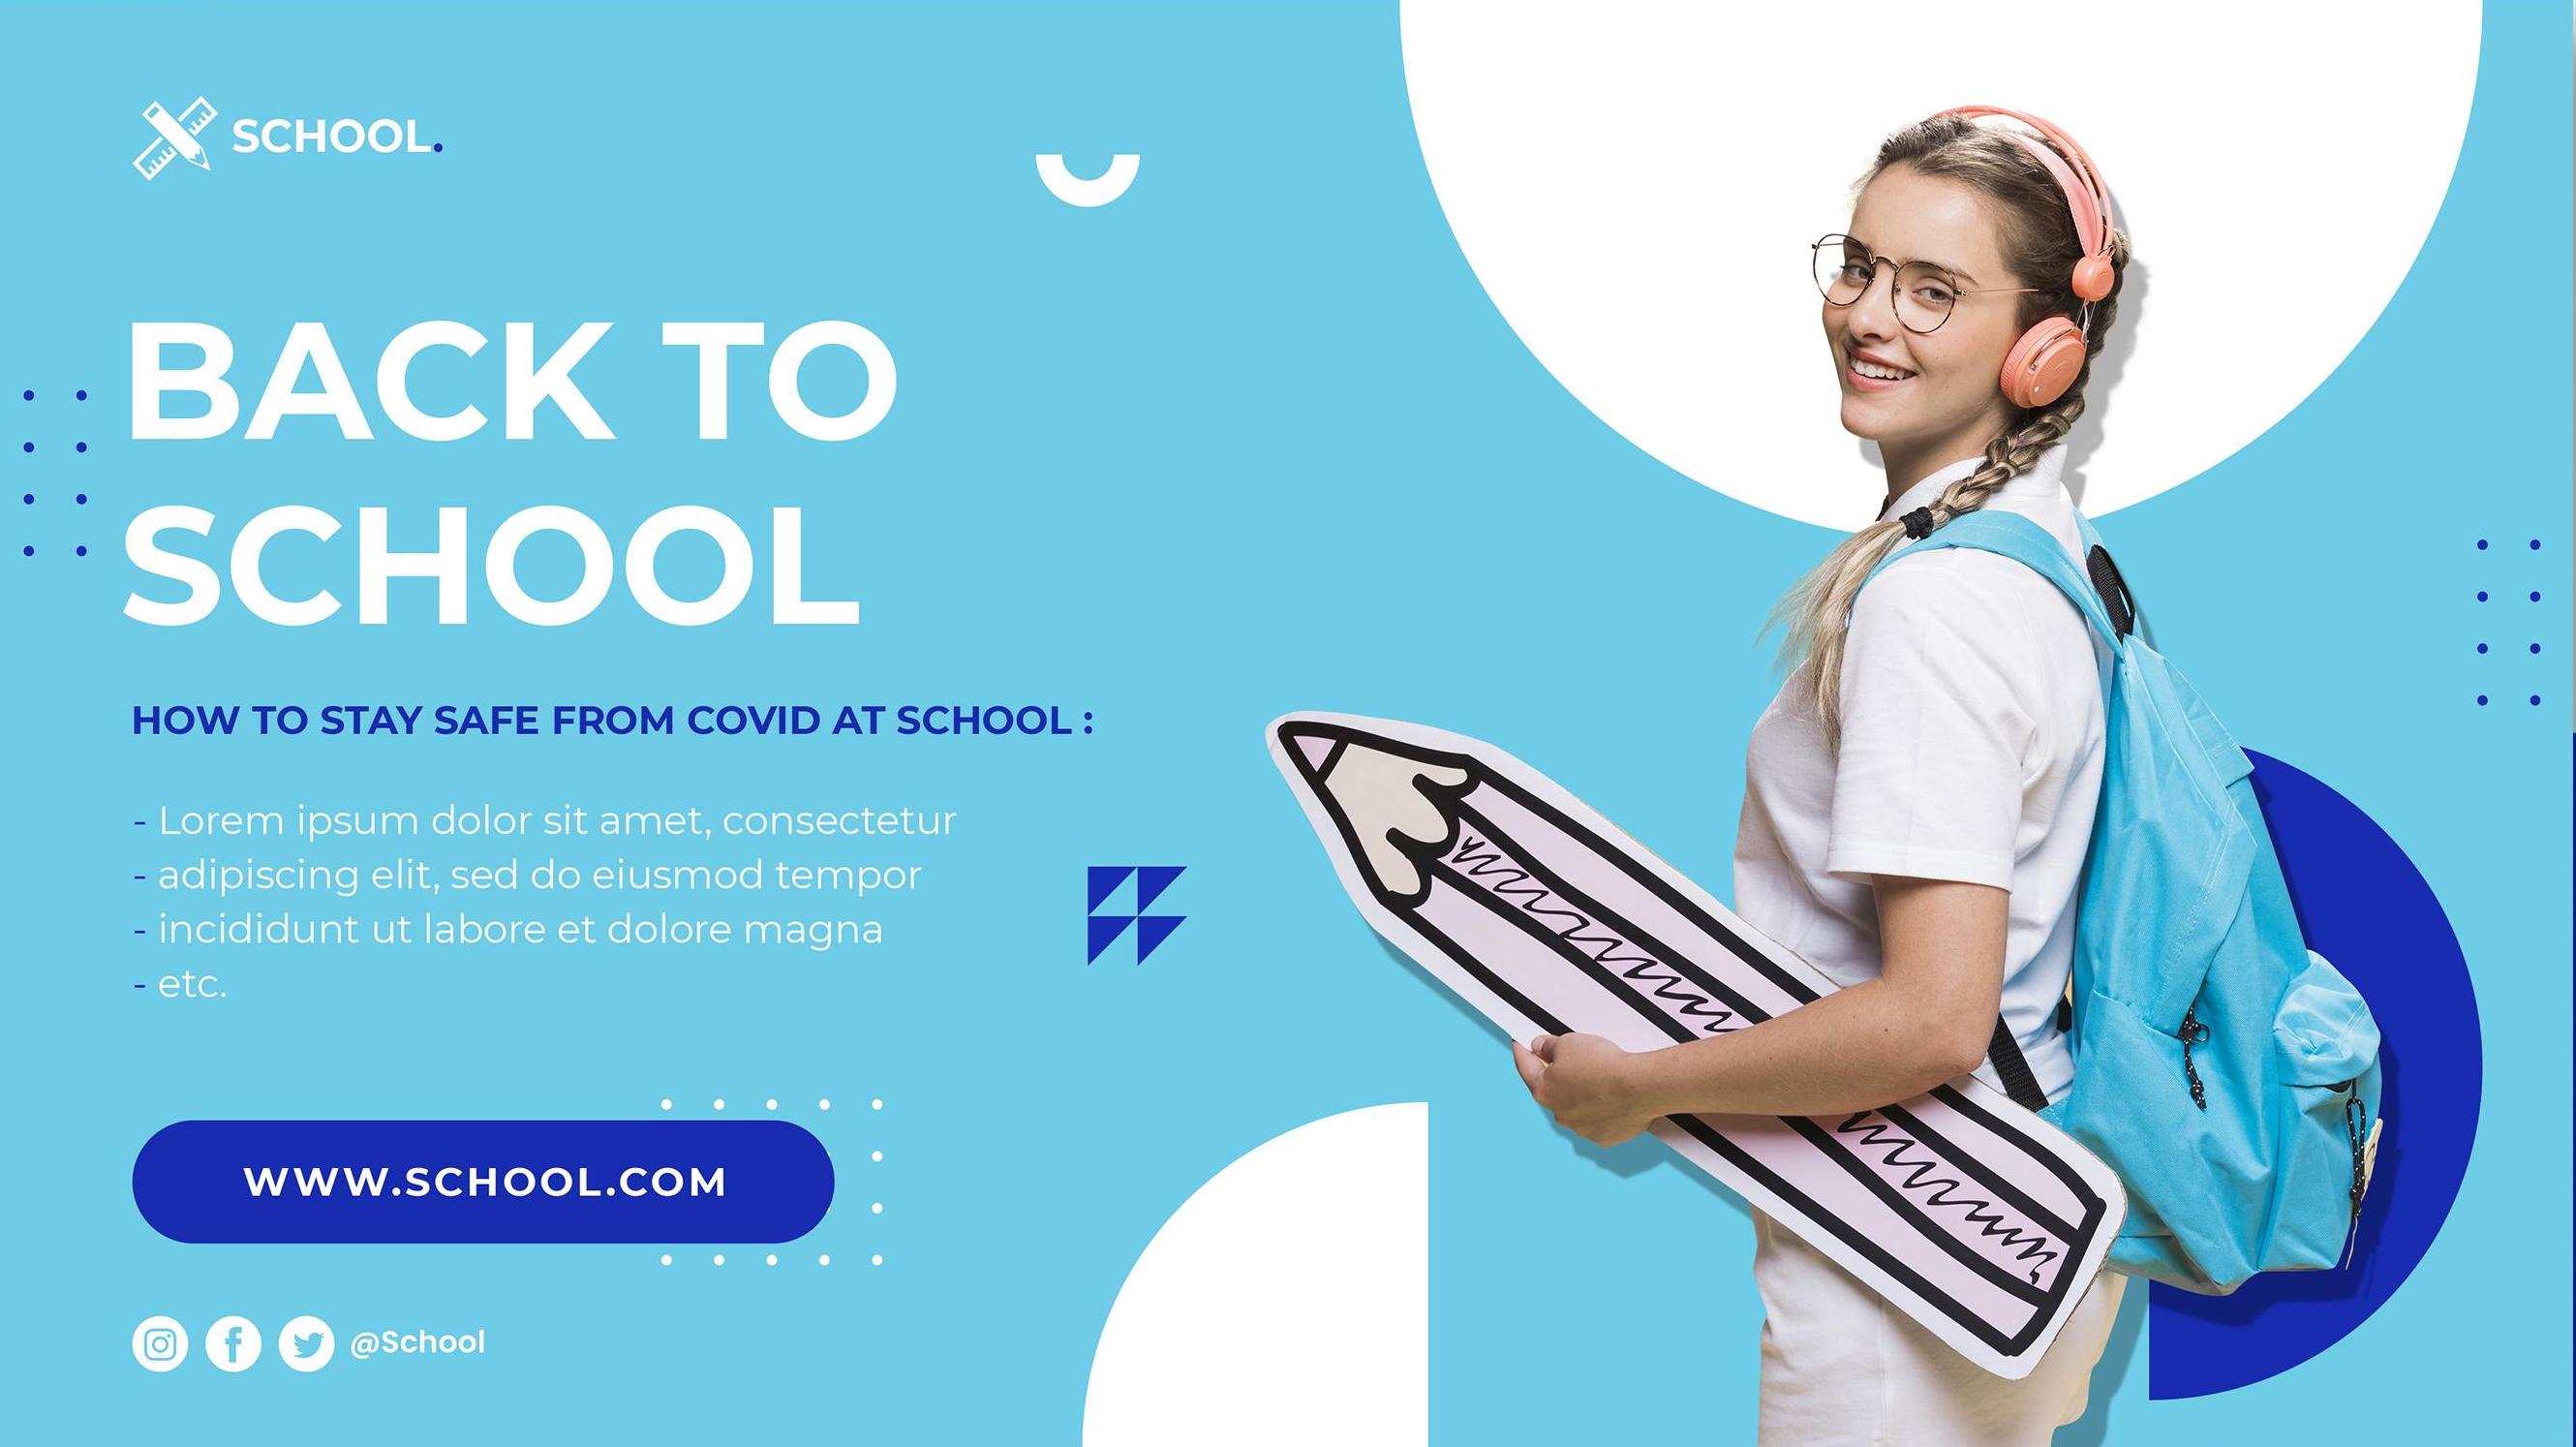 SCHOOL.
BACK TO
SCHOOL
HOW TO STAY SAFE FROM COVID AT SCHOOL :
- Lorem ipsum dolor sit amet, consectetur
- adipiscing elit, sed do eiusmod tempor
- incididunt ut labore et dolore magna
- etc.
WWW.SCHOOL.COM
@School